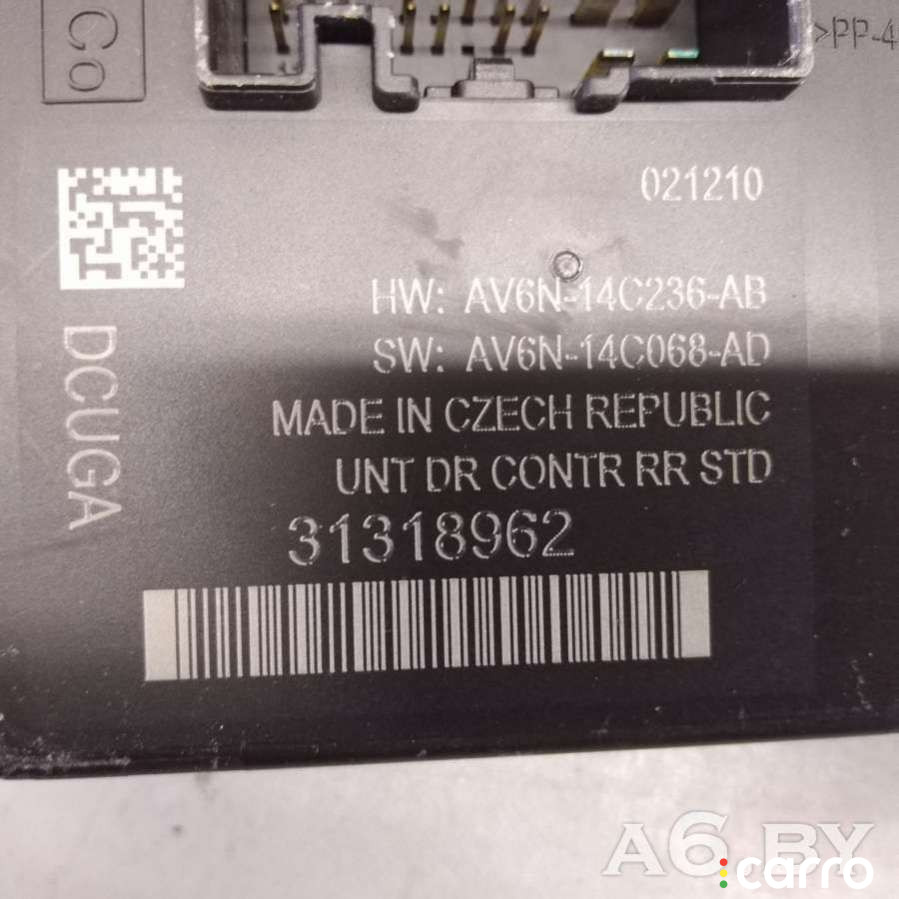 Co
>PP-4
021210
HW: AV6N-14C236-AB
SW: AV6N-14C068-AD
DCUGA
MADE IN CZECH REPUBLIC
UNT DR CONTR RR STD
31318962
A6 BY
carro